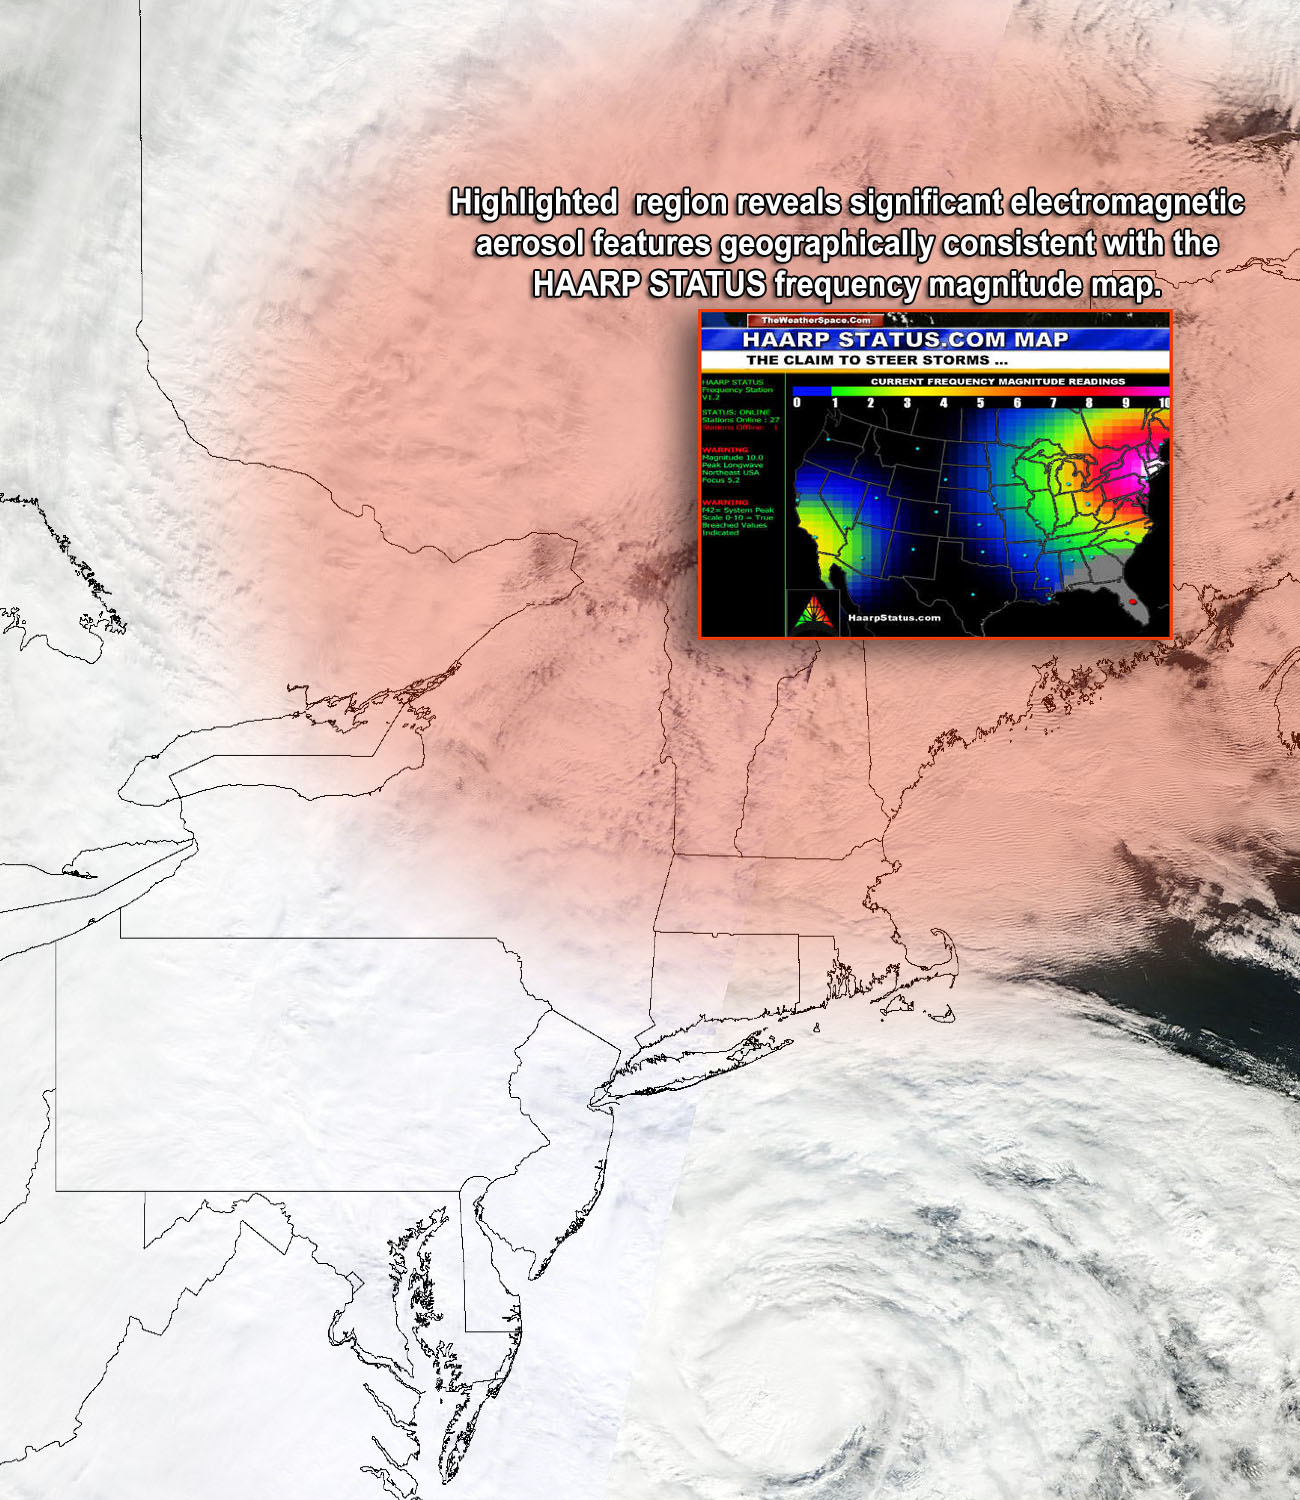 Highlighted  region reveals significant electromagnetic
aerosol features geographically consistent with the
HAARP STATUS frequency magnitude map.
TheWeatherSpace.Com
HAARP STATUS.COM MAP
THE CLAIM TO STEER STORMS ...
HAARP STATUS
Frequency Station
V1.2
STATUS: ONLINE
Stations Online : 27
Stations Offline: 1
WARNING
Magnitude 10.0
Peak Longwave
Northeast USA
Focus 5.2
WARNING
f42= System Peak
Scale 0-10 = True
Breached Values
Indicated
CURRENT FREQUENCY MAGNITUDE READINGS
0 1 2 3 4 5 6 7 8 9 10
HaarpStatus.com